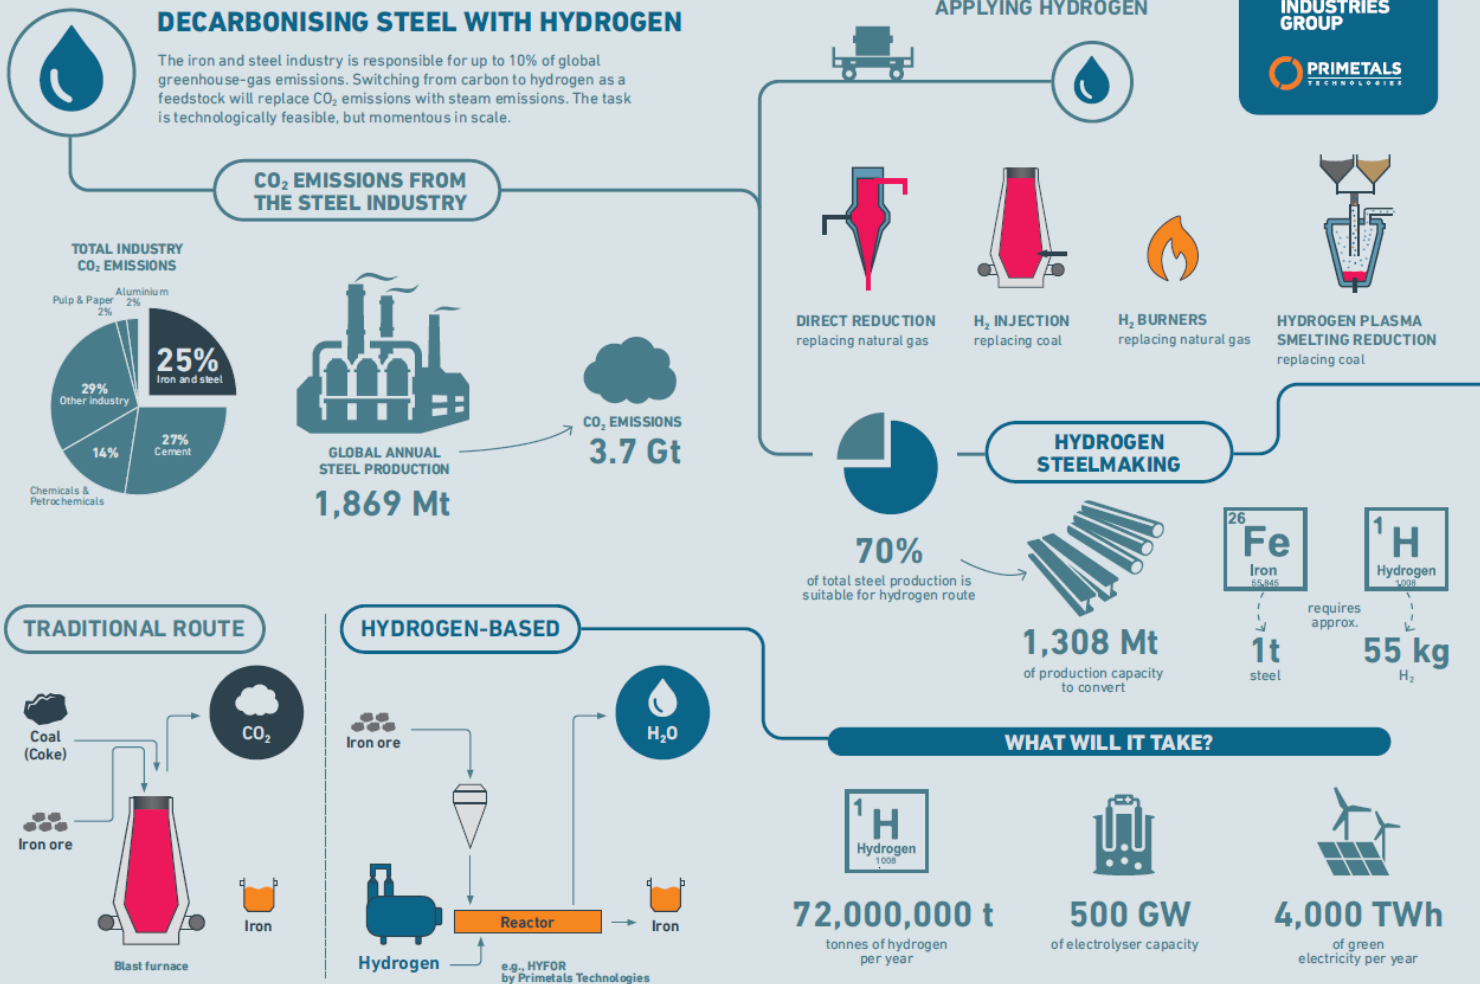 DECARBONISING STEEL WITH HYDROGEN
The iron and steel industry is responsible for up to 10% of global
greenhouse-gas emissions. Switching from carbon to hydrogen as a
feedstock will replace CO₂ emissions with steam emissions. The task
is technologically feasible, but momentous in scale.
APPLYING HYDROGEN
INDUSTRIES
GROUP
PRIMETALS
TECHNOLOGIES
CO₂ EMISSIONS FROM
THE STEEL INDUSTRY
TOTAL INDUSTRY
CO₂ EMISSIONS
Aluminium
2%
Pulp & Paper
2%
25%
Iron and steel
29%
Other industry
27%
Cement
14%
Chemicals &
Petrochemicals
GLOBAL ANNUAL
STEEL PRODUCTION
1,869 Mt
CO₂ EMISSIONS
3.7 Gt
DIRECT REDUCTION
replacing natural gas
H₂ INJECTION
replacing coal
H₂ BURNERS
replacing natural gas
HYDROGEN PLASMA
SMELTING REDUCTION
replacing coal
HYDROGEN
STEELMAKING
70%
of total steel production is
suitable for hydrogen route
1,308 Mt
of production capacity
to convert
26
Fe
Iron
55,845
1
H
Hydrogen
1,008
requires
approx.
1t
steel
55 kg
H₂
TRADITIONAL ROUTE
Coal
(Coke)
CO₂
Iron ore
Iron
Blast furnace
HYDROGEN-BASED
Iron ore
H₂O
Reactor
Iron
Hydrogen
e.g., HYFOR
by Primetals Technologies
WHAT WILL IT TAKE?
1
H
Hydrogen
1008
72,000,000 t
tonnes of hydrogen
per year
500 GW
of electrolyser capacity
4,000 TWh
of green
electricity per year